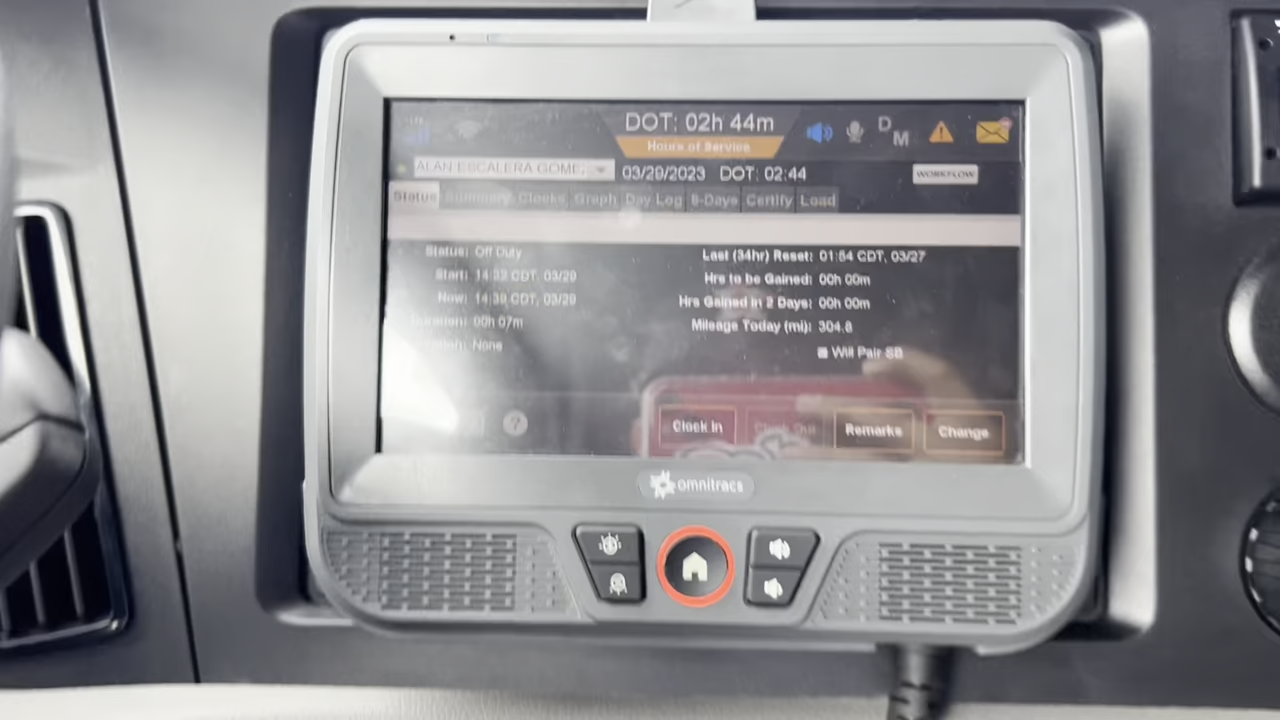 DOT: 02h 44m
D
M
Hours of Service
ALAN ESCALERA GOME,
03/29/2023 DOT: 02:44
WORKFLOW
Status Summary Clocks Graph Day Log 8-Days Certify Load
Status: Off Duty
Start: 14:32 CDT, 03/29
Now: 14:39 CDT, 03/29
Duration: 00h 07m
None
Last (34hr) Reset: 01:54 CDT, 03/27
Hrs to be Gained: 00h 00m
Hrs Gained in 2 Days: 00h 00m
Mileage Today (mi): 304.8
Will Pair SB
?
Clock In
Clock Out
Remarks
Change
omnitracs